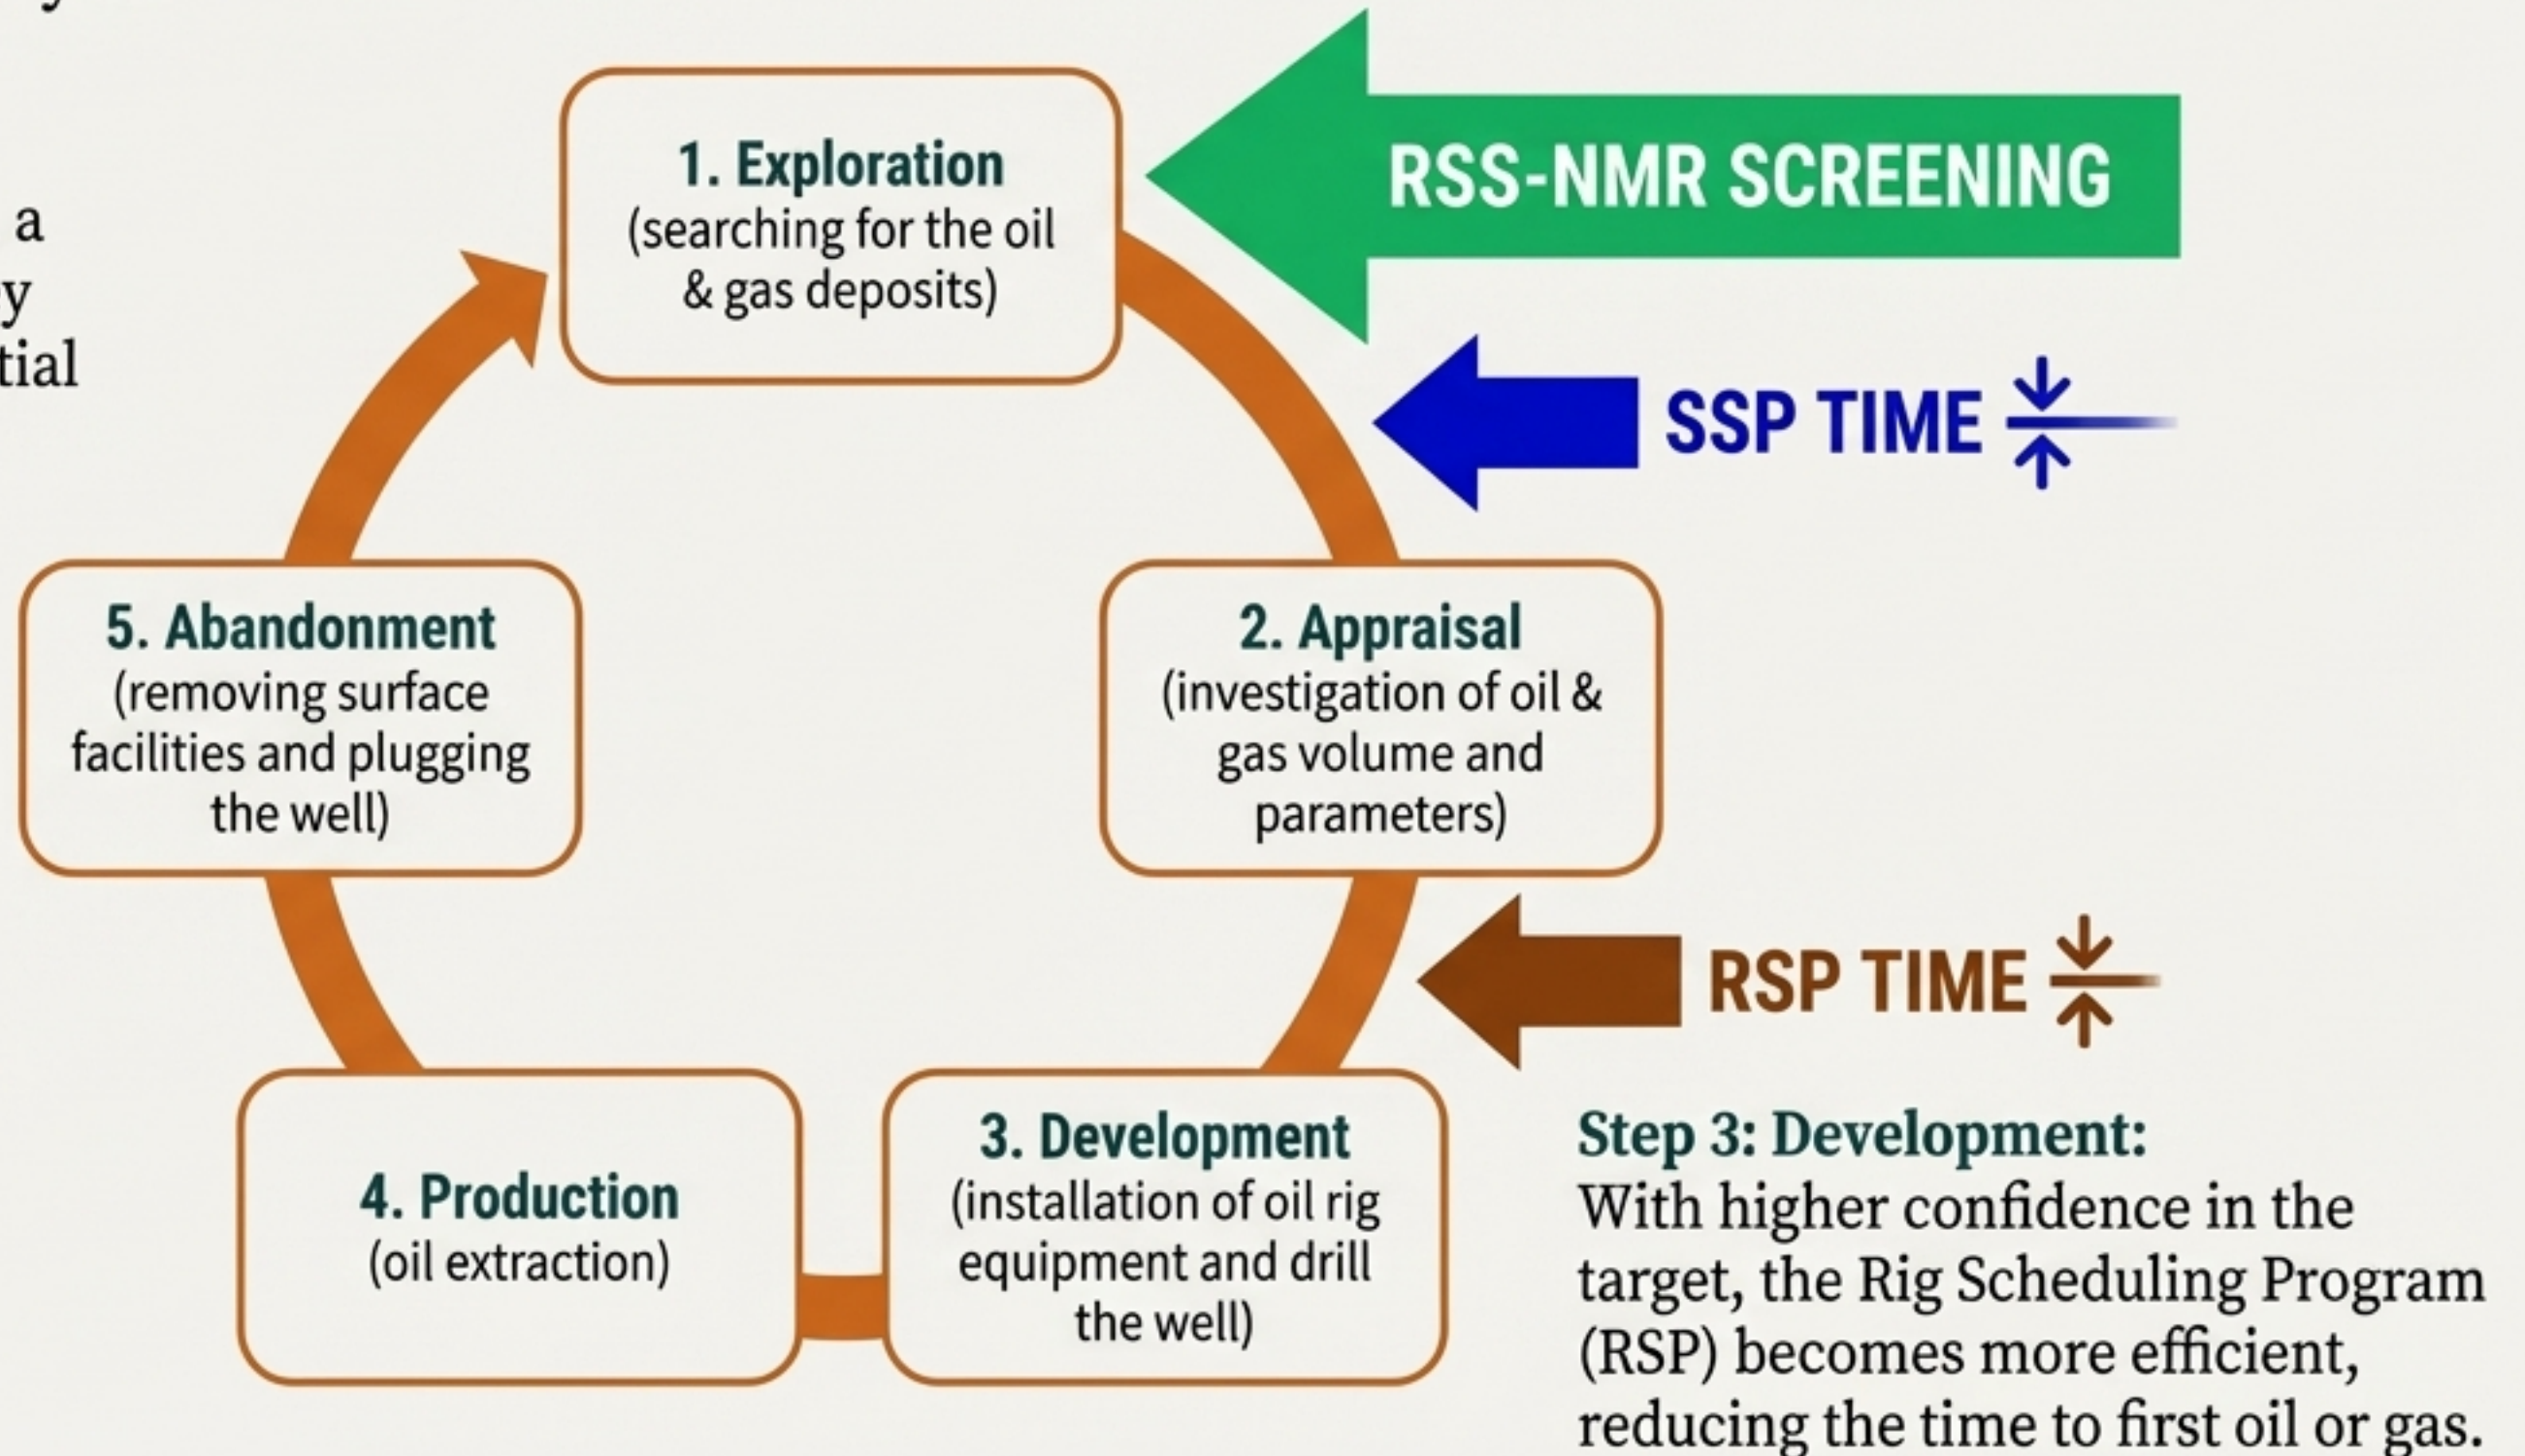 a
tial
1. Exploration
(searching for the oil
& gas deposits)
RSS-NMR SCREENING
SSP TIME
2. Appraisal
(investigation of oil &
gas volume and
parameters)
RSP TIME
3. Development
(installation of oil rig
equipment and drill
the well)
4. Production
(oil extraction)
5. Abandonment
(removing surface
facilities and plugging
the well)
Step 3: Development:
With higher confidence in the
target, the Rig Scheduling Program
(RSP) becomes more efficient,
reducing the time to first oil or gas.